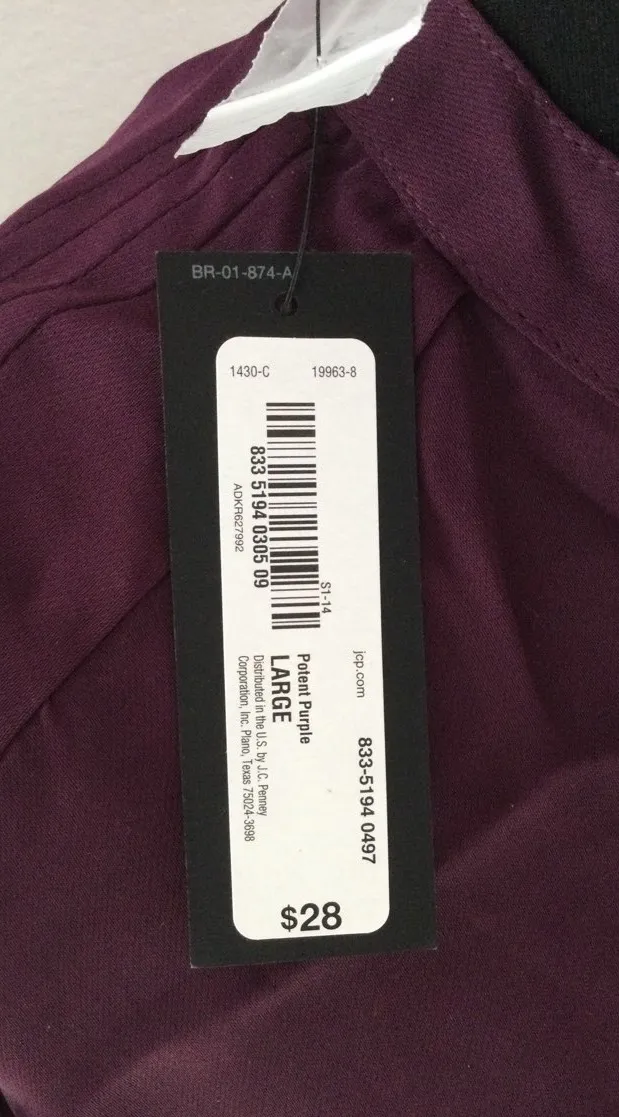 BR-01-874-A
1430-C 19963-8
833 5194 0305 09
ADKR627992
S1-14
jcp.com 833-5194 0497
Potent Purple
LARGE
Distributed in the U.S. by J.C. Penney
Corporation, Inc. Plano, Texas 75024-3698
$28